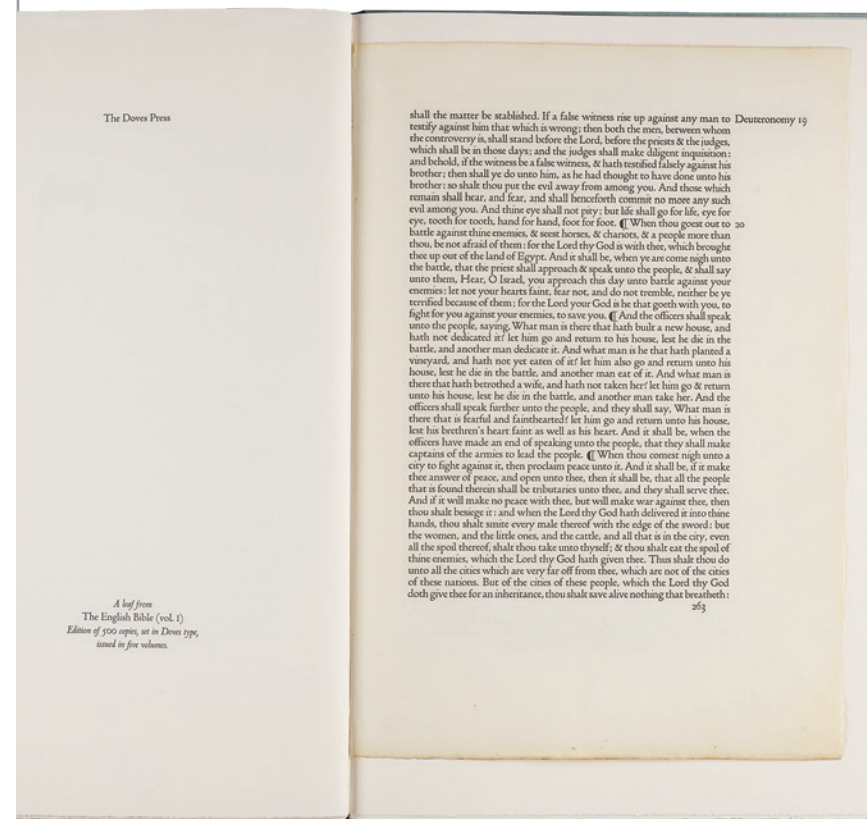 The Doves Press
A leaf from
The English Bible (vol. I)
Edition of 500 copies, set in Doves type,
issued in five volumes.
shall the matter be stablished. If a false witness rise up against any man to Deuteronomy 19
testify against him that which is wrong; then both the men, between whom
the controversy is, shall stand before the Lord, before the priests & the judges,
which shall be in those days; and the judges shall make diligent inquisition:
and behold, if the witness be a false witness, & hath testified falsely against his
brother; then shall ye do unto him, as he had thought to have done unto his
brother: so shalt thou put the evil away from among you. And those which
remain shall hear, and fear, and shall henceforth commit no more any such
evil among you. And thine eye shall not pity; but life shall go for life, eye for
eye, tooth for tooth, hand for hand, foot for foot. ¶ When thou goest out to 20
battle against thine enemies, & seest horses, & chariots, & a people more than
thou, be not afraid of them: for the Lord thy God is with thee, which brought
thee up out of the land of Egypt. And it shall be, when ye are come nigh unto
the battle, that the priest shall approach & speak unto the people, & shall say
unto them, Hear, O Israel, you approach this day unto battle against your
enemies: let not your hearts faint, fear not, and do not tremble, neither be ye
terrified because of them; for the Lord your God is he that goeth with you, to
fight for you against your enemies, to save you. ¶ And the officers shall speak
unto the people, saying, What man is there that hath built a new house, and
hath not dedicated it? let him go and return to his house, lest he die in the
battle, and another man dedicate it. And what man is he that hath planted a
vineyard, and hath not yet eaten of it? let him also go and return unto his
house, lest he die in the battle, and another man eat of it. And what man is
there that hath betrothed a wife, and hath not taken her? let him go & return
unto his house, lest he die in the battle, and another man take her. And the
officers shall speak further unto the people, and they shall say, What man is
there that is fearful and fainthearted? let him go and return unto his house,
lest his brethren's heart faint as well as his heart. And it shall be, when the
officers have made an end of speaking unto the people, that they shall make
captains of the armies to lead the people. ¶ When thou comest nigh unto a
city to fight against it, then proclaim peace unto it. And it shall be, if it make
thee answer of peace, and open unto thee, then it shall be, that all the people
that is found therein shall be tributaries unto thee, and they shall serve thee.
And if it will make no peace with thee, but will make war against thee, then
thou shalt besiege it: and when the Lord thy God hath delivered it into thine
hands, thou shalt smite every male thereof with the edge of the sword: but
the women, and the little ones, and the cattle, and all that is in the city, even
all the spoil thereof, shalt thou take unto thyself; & thou shalt eat the spoil of
thine enemies, which the Lord thy God hath given thee. Thus shalt thou do
unto all the cities which are very far off from thee, which are not of the cities
of these nations. But of the cities of these people, which the Lord thy God
doth give thee for an inheritance, thou shalt save alive nothing that breatheth:
263